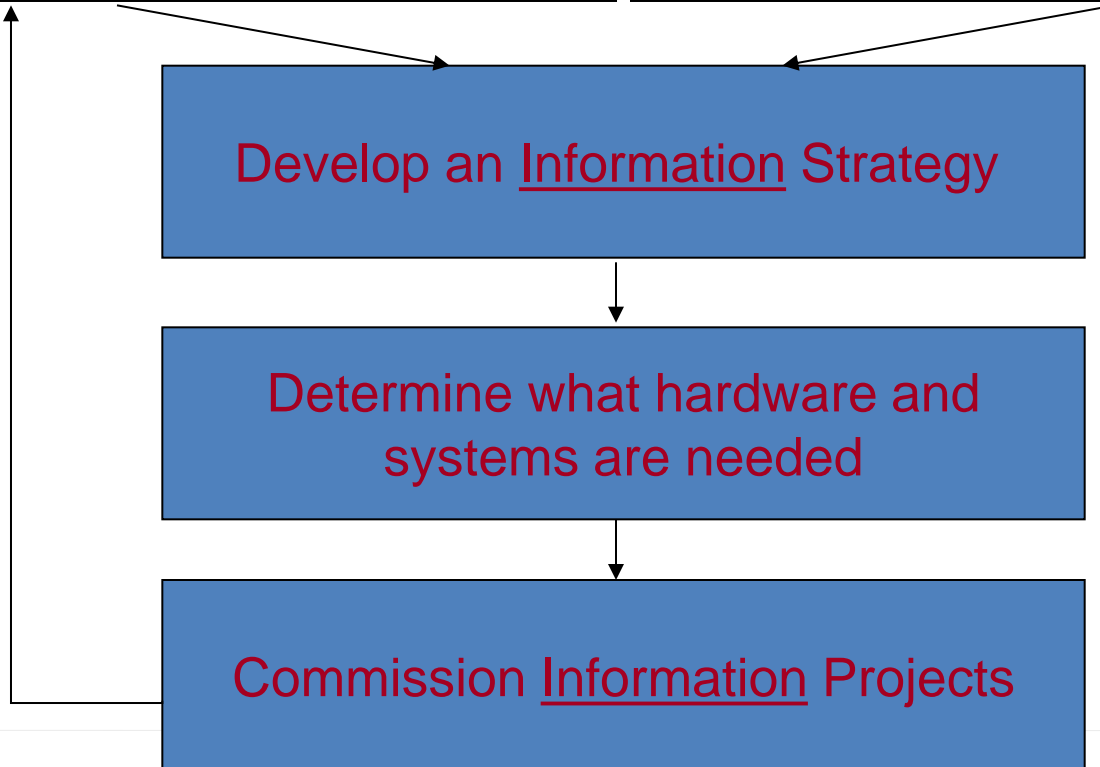 Develop an Information Strategy
Determine what hardware and
systems are needed
Commission Information Projects